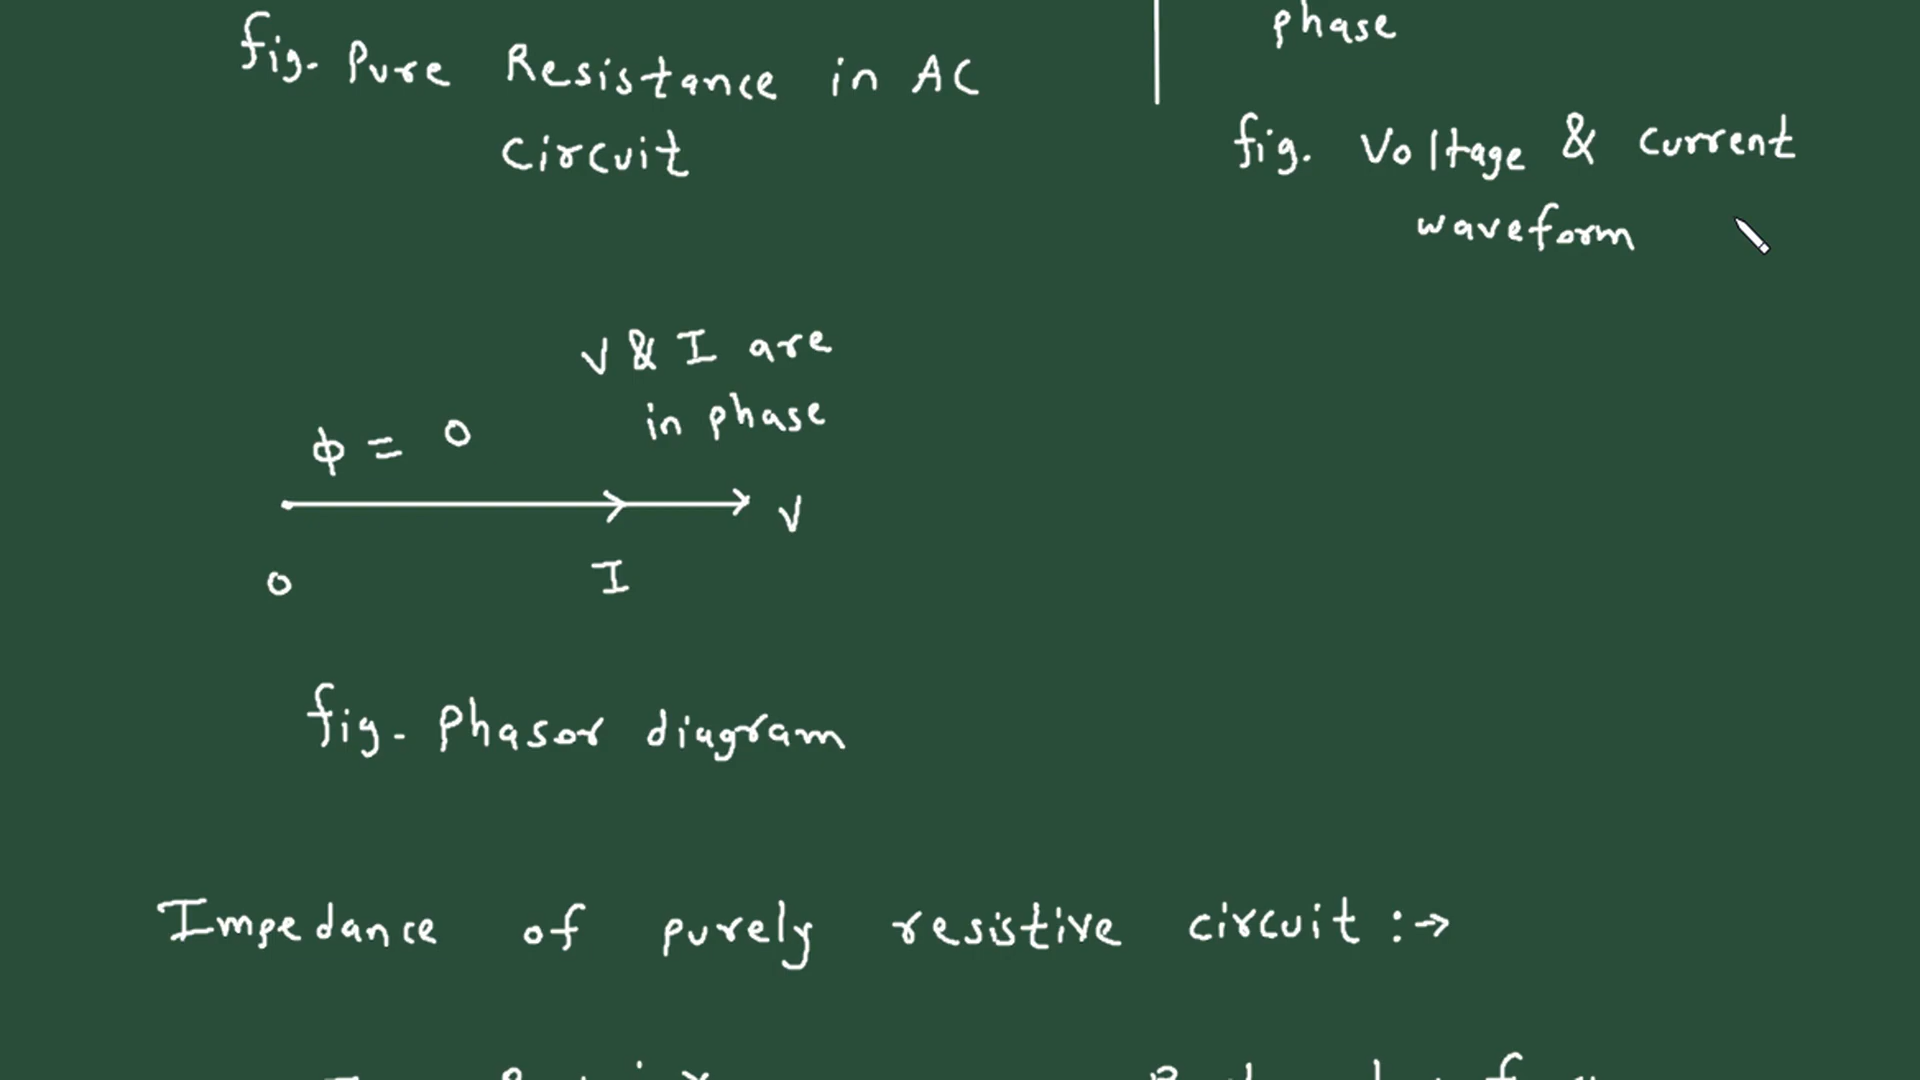 fig. Pure Resistance in AC
Circuit
phase
fig. Voltage & Current
waveform
V & I are
in phase
ϕ = 0
V
O
I
fig. Phasor diagram
Impedance of purely resistive circuit :→